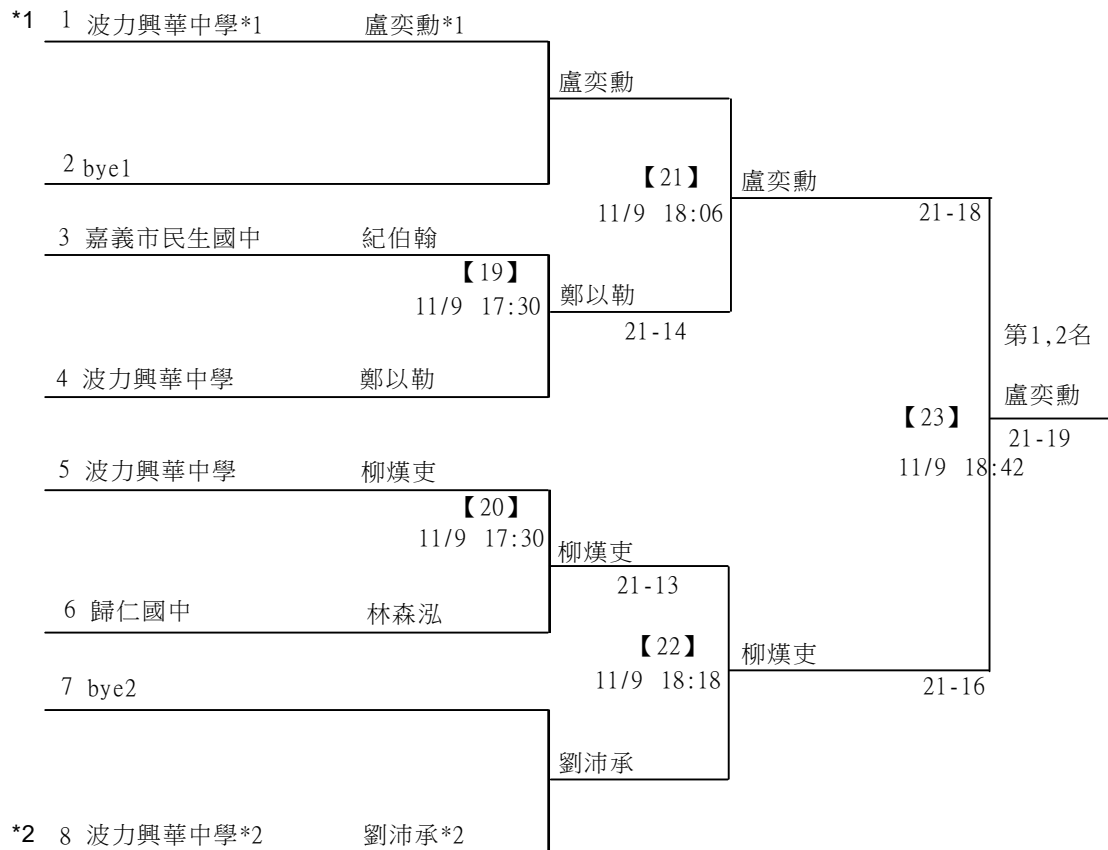 *1 1 波力興華中學*1 盧奕勳*1
盧奕勳
2 bye1
【21】 盧奕勳
11/9 18:06 21-18
3 嘉義市民生國中 紀伯翰
【19】
11/9 17:30 鄭以勒
21-14
第1,2名
4 波力興華中學 鄭以勒
盧奕勳
【23】
21-19
11/9 18:42
5 波力興華中學 柳熯吏
【20】
11/9 17:30
柳熯吏
21-13
6 歸仁國中 林森泓
【22】 柳熯吏
11/9 18:18 21-16
7 bye2
劉沛承
*2 8 波力興華中學*2 劉沛承*2